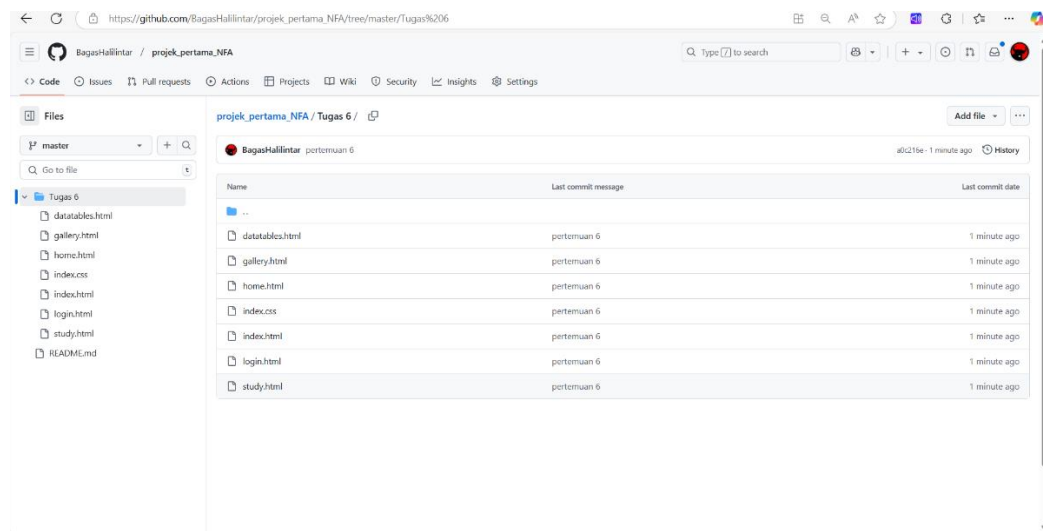 https://github.com/BagasHalilintar/projek_pertama_NFA/tree/master/Tugas%206
BagasHalilintar / projek_pertama_NFA
Type / to search
Code Issues Pull requests Actions Projects Wiki Security Insights Settings
Files
master
Go to file t
Tugas 6
datatables.html
gallery.html
home.html
index.css
index.html
login.html
study.html
README.md
projek_pertama_NFA / Tugas 6 /
Add file
BagasHalilintar pertemuan 6
a0c216e · 1 minute ago History
Name Last commit message Last commit date
..
datatables.html pertemuan 6 1 minute ago
gallery.html pertemuan 6 1 minute ago
home.html pertemuan 6 1 minute ago
index.css pertemuan 6 1 minute ago
index.html pertemuan 6 1 minute ago
login.html pertemuan 6 1 minute ago
study.html pertemuan 6 1 minute ago